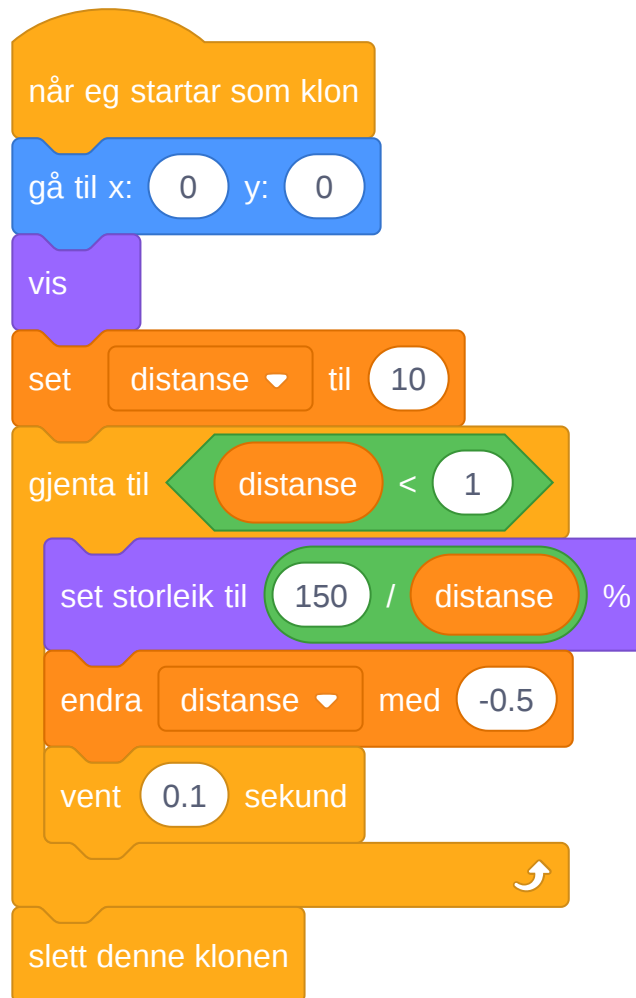 når eg startar som klon
gå til x: 0 y: 0
vis
set distanse til 10
gjenta til distanse < 1
set storleik til 150 / distanse %
endra distanse med -0.5
vent 0.1 sekund
slett denne klonen